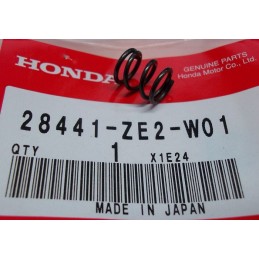 HONDA
GENUINE PARTS
Honda Motor Co., Ltd.
28441-ZE2-W01
QTY 1 X1E24
MADE IN JAPAN